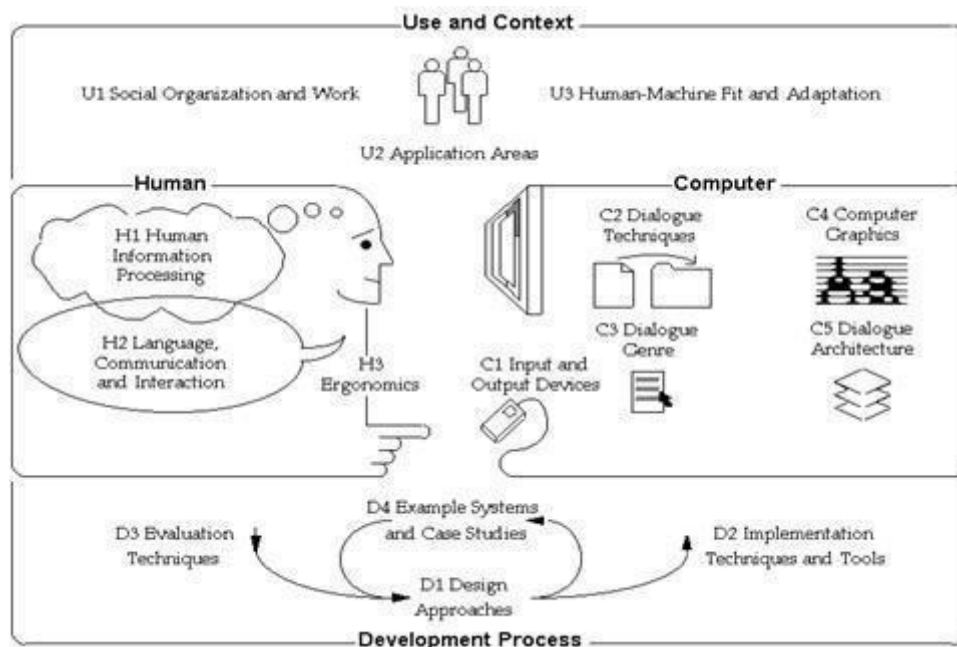 Use and Context
U1 Social Organization and Work
U3 Human-Machine Fit and Adaptation
U2 Application Areas
Human
H1 Human
Information
Processing
H2 Language,
Communication
and Interaction
H3
Ergonomics
Computer
C2 Dialogue
Techniques
C4 Computer
Graphics
C3 Dialogue
Genre
C5 Dialogue
Architecture
C1 Input and
Output Devices
D3 Evaluation
Techniques
D4 Example Systems
and Case Studies
D1 Design
Approaches
D2 Implementation
Techniques and Tools
Development Process